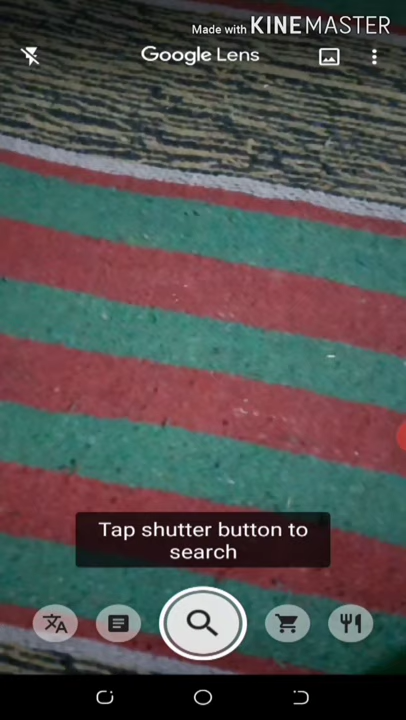 Made with KINEMASTER
Google Lens
Tap shutter button to
search